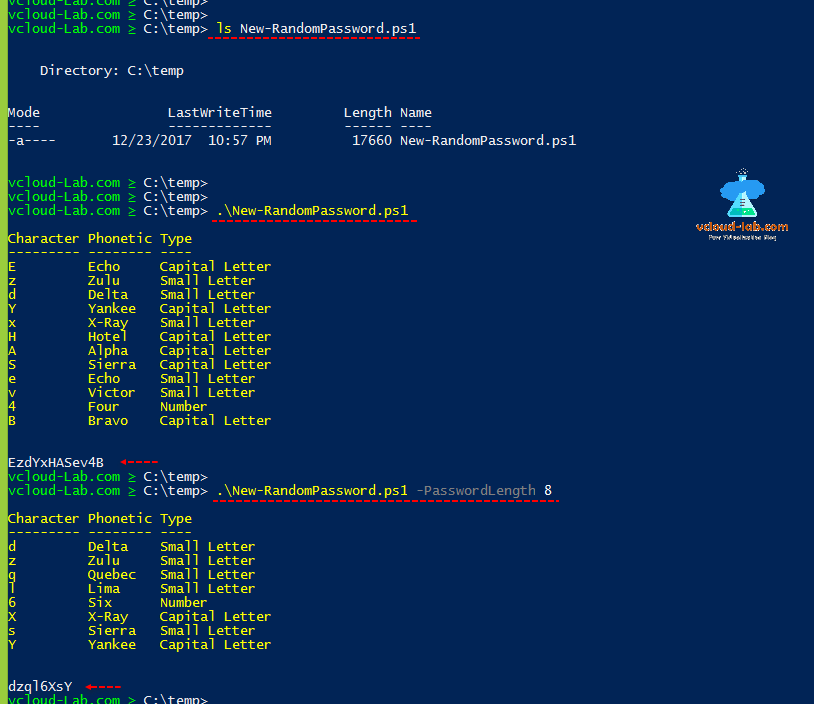 vcloud-Lab.com ≥ C:\temp>
vcloud-Lab.com ≥ C:\temp>
vcloud-Lab.com ≥ C:\temp> ls New-RandomPassword.ps1
Directory: C:\temp
Mode LastWriteTime Length Name
---- ------------- ------ ----
-a---- 12/23/2017 10:57 PM 17660 New-RandomPassword.ps1
vcloud-Lab.com ≥ C:\temp>
vcloud-Lab.com ≥ C:\temp>
vcloud-Lab.com ≥ C:\temp> .\New-RandomPassword.ps1
vcloud-lab.com
Character Phonetic Type
--------- -------- ----
E Echo Capital Letter
z Zulu Small Letter
d Delta Small Letter
Y Yankee Capital Letter
x X-Ray Small Letter
H Hotel Capital Letter
A Alpha Capital Letter
S Sierra Capital Letter
e Echo Small Letter
v Victor Small Letter
4 Four Number
B Bravo Capital Letter
EzdYxHASev4B
vcloud-Lab.com ≥ C:\temp>
vcloud-Lab.com ≥ C:\temp> .\New-RandomPassword.ps1 -PasswordLength 8
Character Phonetic Type
--------- -------- ----
d Delta Small Letter
z Zulu Small Letter
q Quebec Small Letter
l Lima Small Letter
6 Six Number
X X-Ray Capital Letter
s Sierra Small Letter
Y Yankee Capital Letter
dzql6XsY
vcloud-Lab.com ≥ C:\temp>